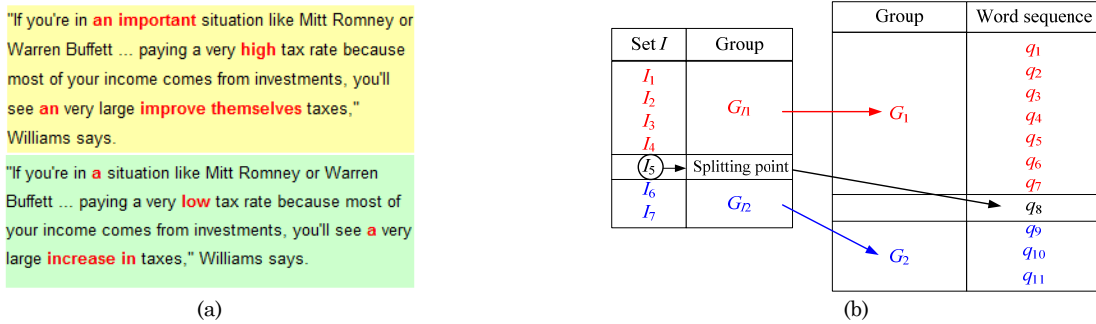 "If you're in an important situation like Mitt Romney or
Warren Buffett ... paying a very high tax rate because
most of your income comes from investments, you'll
see an very large improve themselves taxes,"
Williams says.
"If you're in a situation like Mitt Romney or Warren
Buffett ... paying a very low tax rate because most of
your income comes from investments, you'll see a very
large increase in taxes," Williams says.
(a)
Set I Group
I1
I2
I3
I4
GI1
I5 Splitting point
I6
I7
GI2
Group Word sequence
G1
q1
q2
q3
q4
q5
q6
q7
q8
G2
q9
q10
q11
(b)